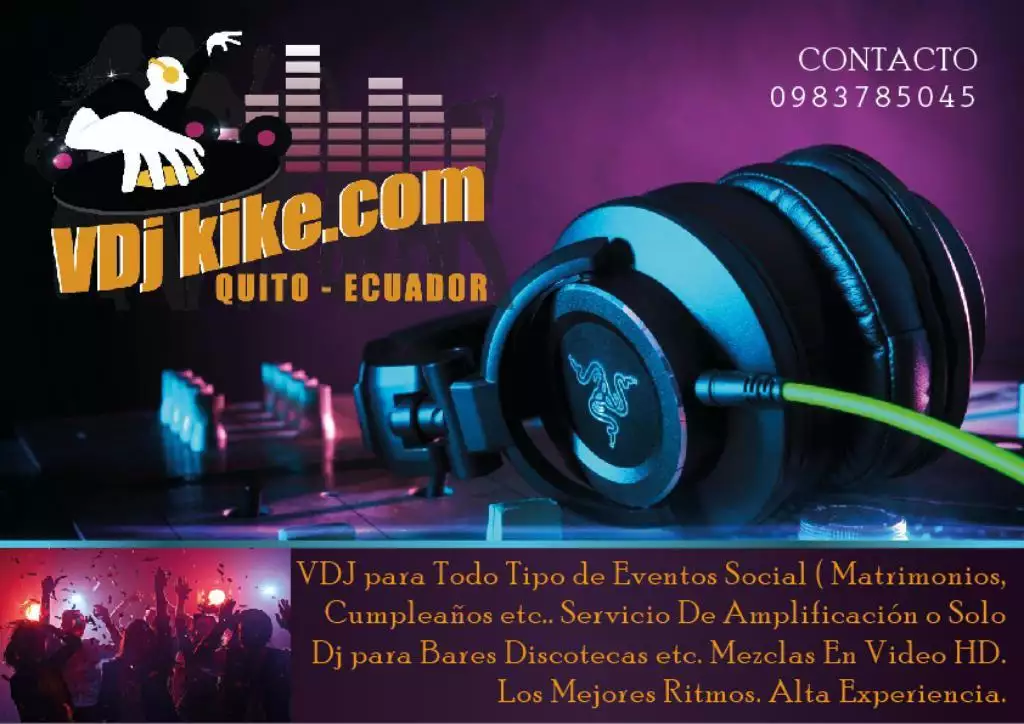 CONTACTO
0983785045
VDj kike.com
QUITO - ECUADOR
VDJ para Todo Tipo de Eventos Social ( Matrimonios,
Cumpleaños etc.. Servicio De Amplificación o Solo
Dj para Bares Discotecas etc. Mezclas En Video HD.
Los Mejores Ritmos. Alta Experiencia.